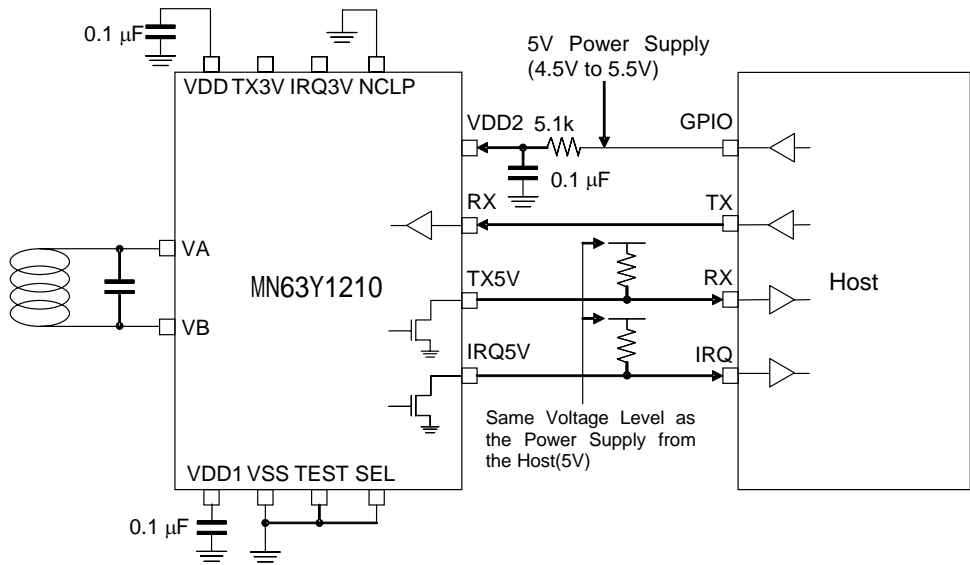 0.1 μF
5V Power Supply
(4.5V to 5.5V)
VDD TX3V IRQ3V NCLP
VDD2
5.1k
GPIO
0.1 μF
RX
TX
VA
MN63Y1210
TX5V
RX
Host
VB
IRQ5V
IRQ
Same Voltage Level as
the Power Supply from
the Host(5V)
VDD1 VSS TEST SEL
0.1 μF